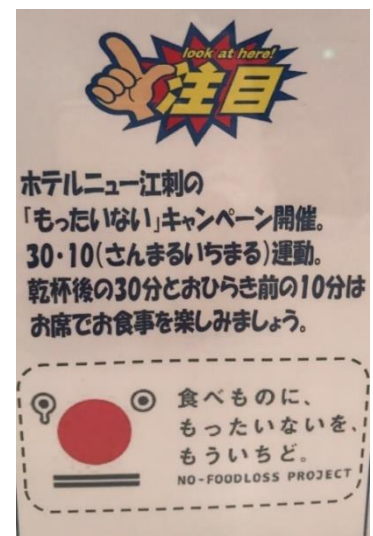 look at here!
注目
ホテルニュー江刺の
「もったいない」キャンペーン開催。
30・10(さんまるいちまる)運動。
乾杯後の30分とおひらき前の10分は
お席でお食事を楽しみましょう。
食べものに、
もったいないを、
もういちど。
NO-FOODLOSS PROJECT